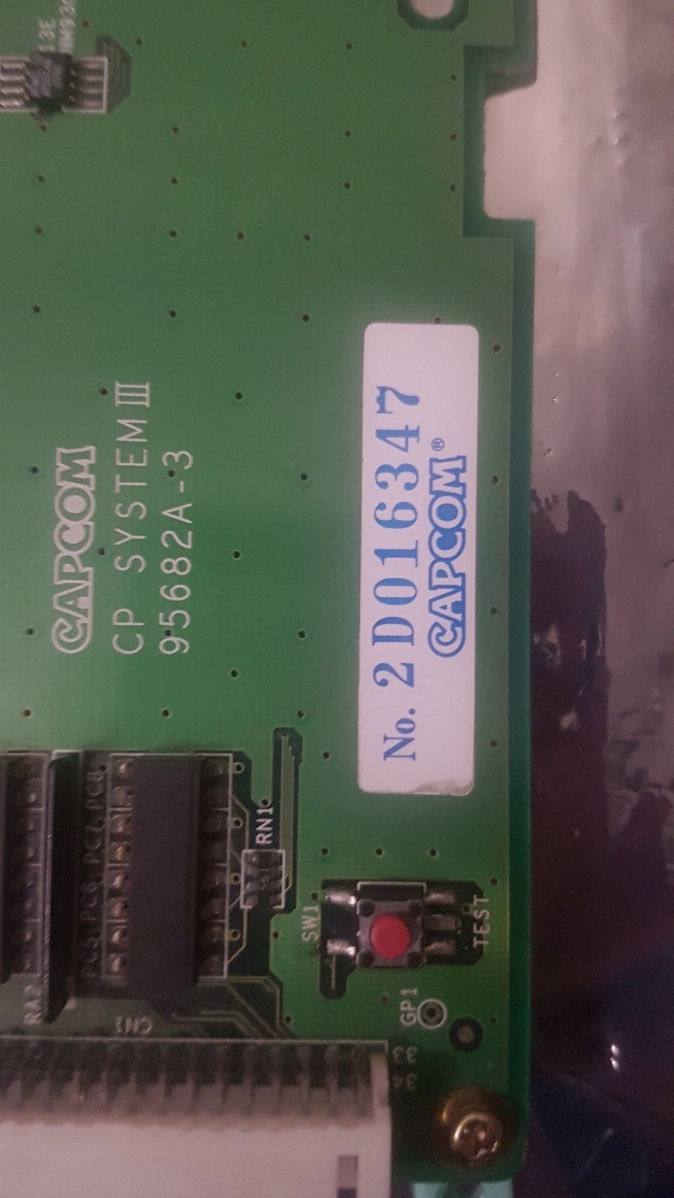 13E
CAPCOM
CP SYSTEM III
95682A-3
No. 2D016347
CAPCOM®
RN1
PC5 PC6 PC7 PC8
SW1
TEST
GP1
CN1
33
34